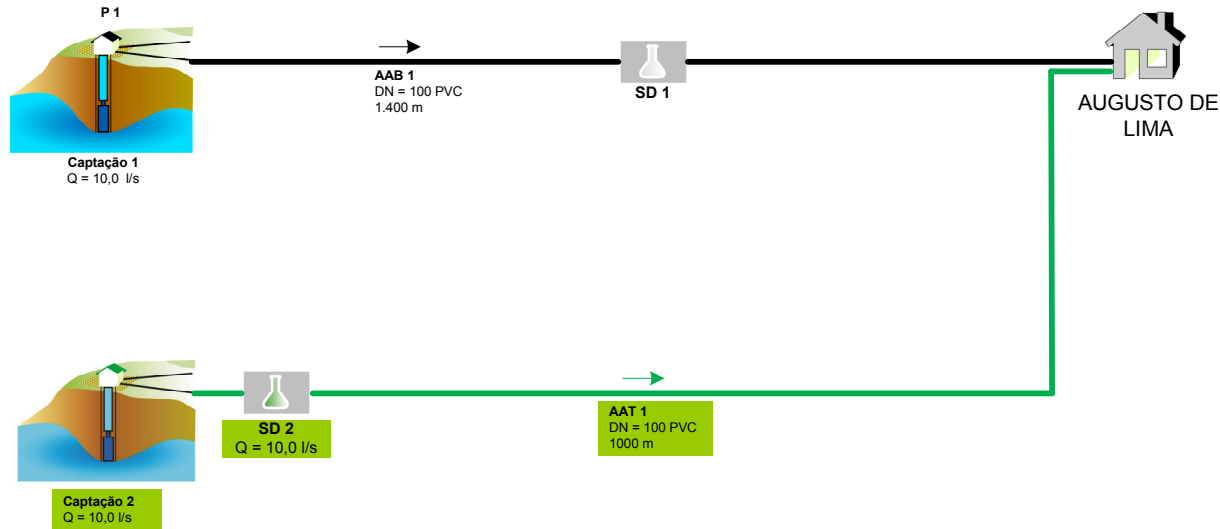 P 1
AAB 1
DN = 100 PVC
1.400 m
SD 1
AUGUSTO DE
LIMA
Captação 1
Q = 10,0 l/s
SD 2
Q = 10,0 l/s
AAT 1
DN = 100 PVC
1000 m
Captação 2
Q = 10,0 l/s